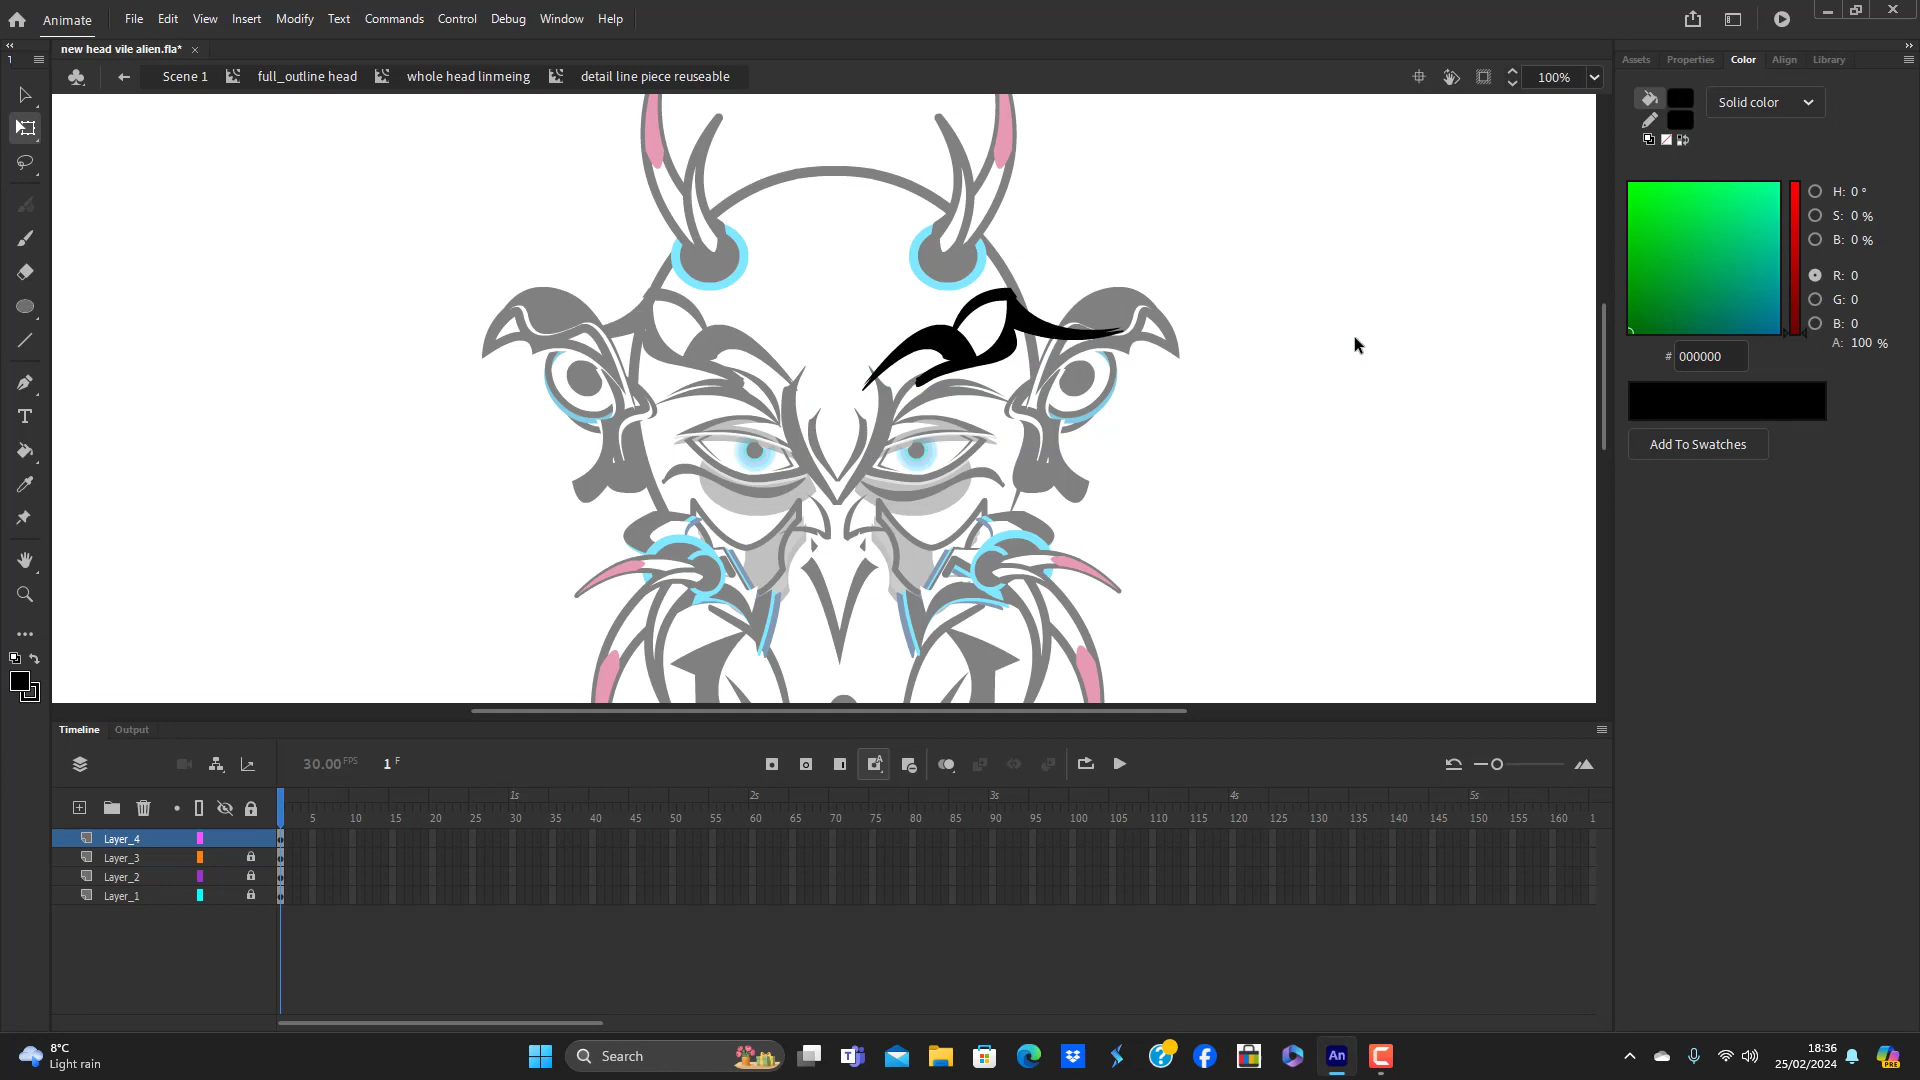 Animate
File Edit View Insert Modify Text Commands Control Debug Window Help
new head vile alien.fla*
Scene 1 full_outline head whole head linmeing detail line piece reuseable 100%
Assets Properties Color Align Library
Solid color
H: 0 °
S: 0 %
B: 0 %
R: 0
G: 0
B: 0
A: 100 %
# 000000
Add To Swatches
Timeline Output
30.00 FPS 1 F
1s 2s 3s 4s 5s
5 10 15 20 25 30 35 40 45 50 55 60 65 70 75 80 85 90 95 100 105 110 115 120 125 130 135 140 145 150 155 160 1
Layer_4
Layer_3
Layer_2
Layer_1
8°C
Light rain
Search
An
PRE
18:36
25/02/2024